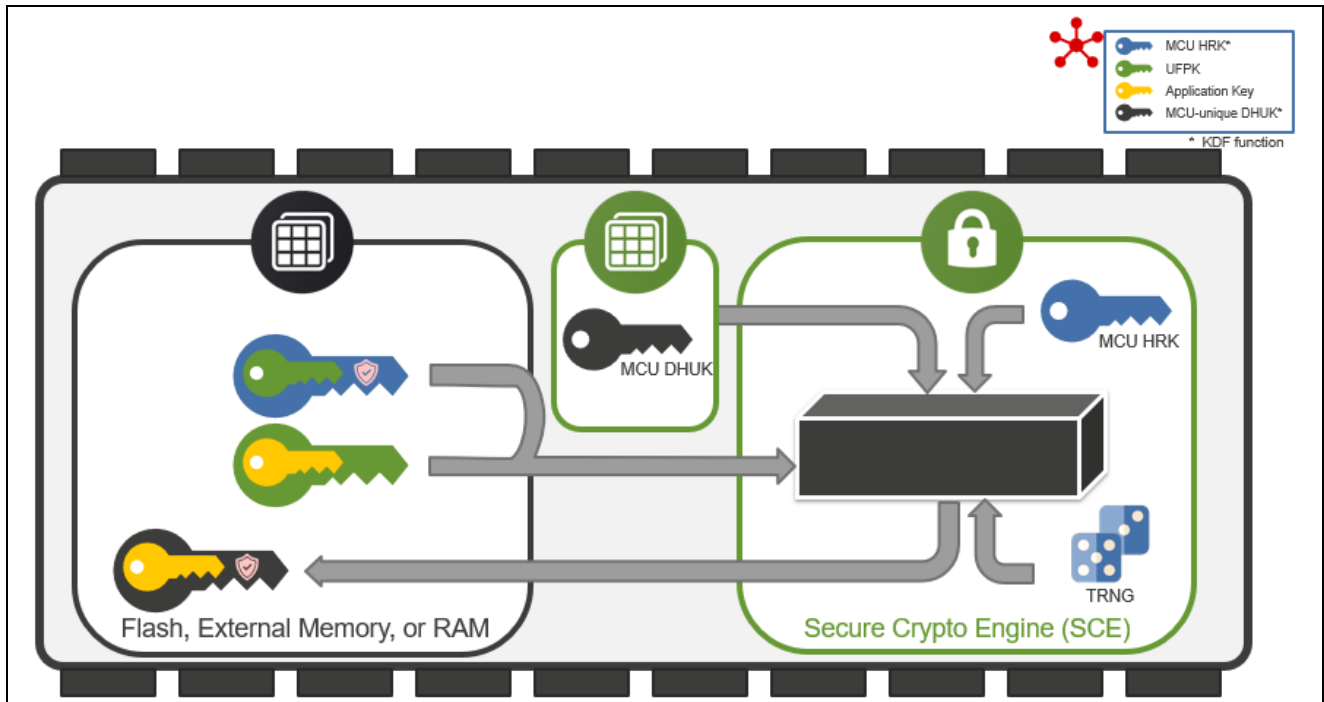 MCU HRK*
UFPK
Application Key
MCU-unique DHUK*
* KDF function
MCU DHUK
MCU HRK
TRNG
Flash, External Memory, or RAM
Secure Crypto Engine (SCE)